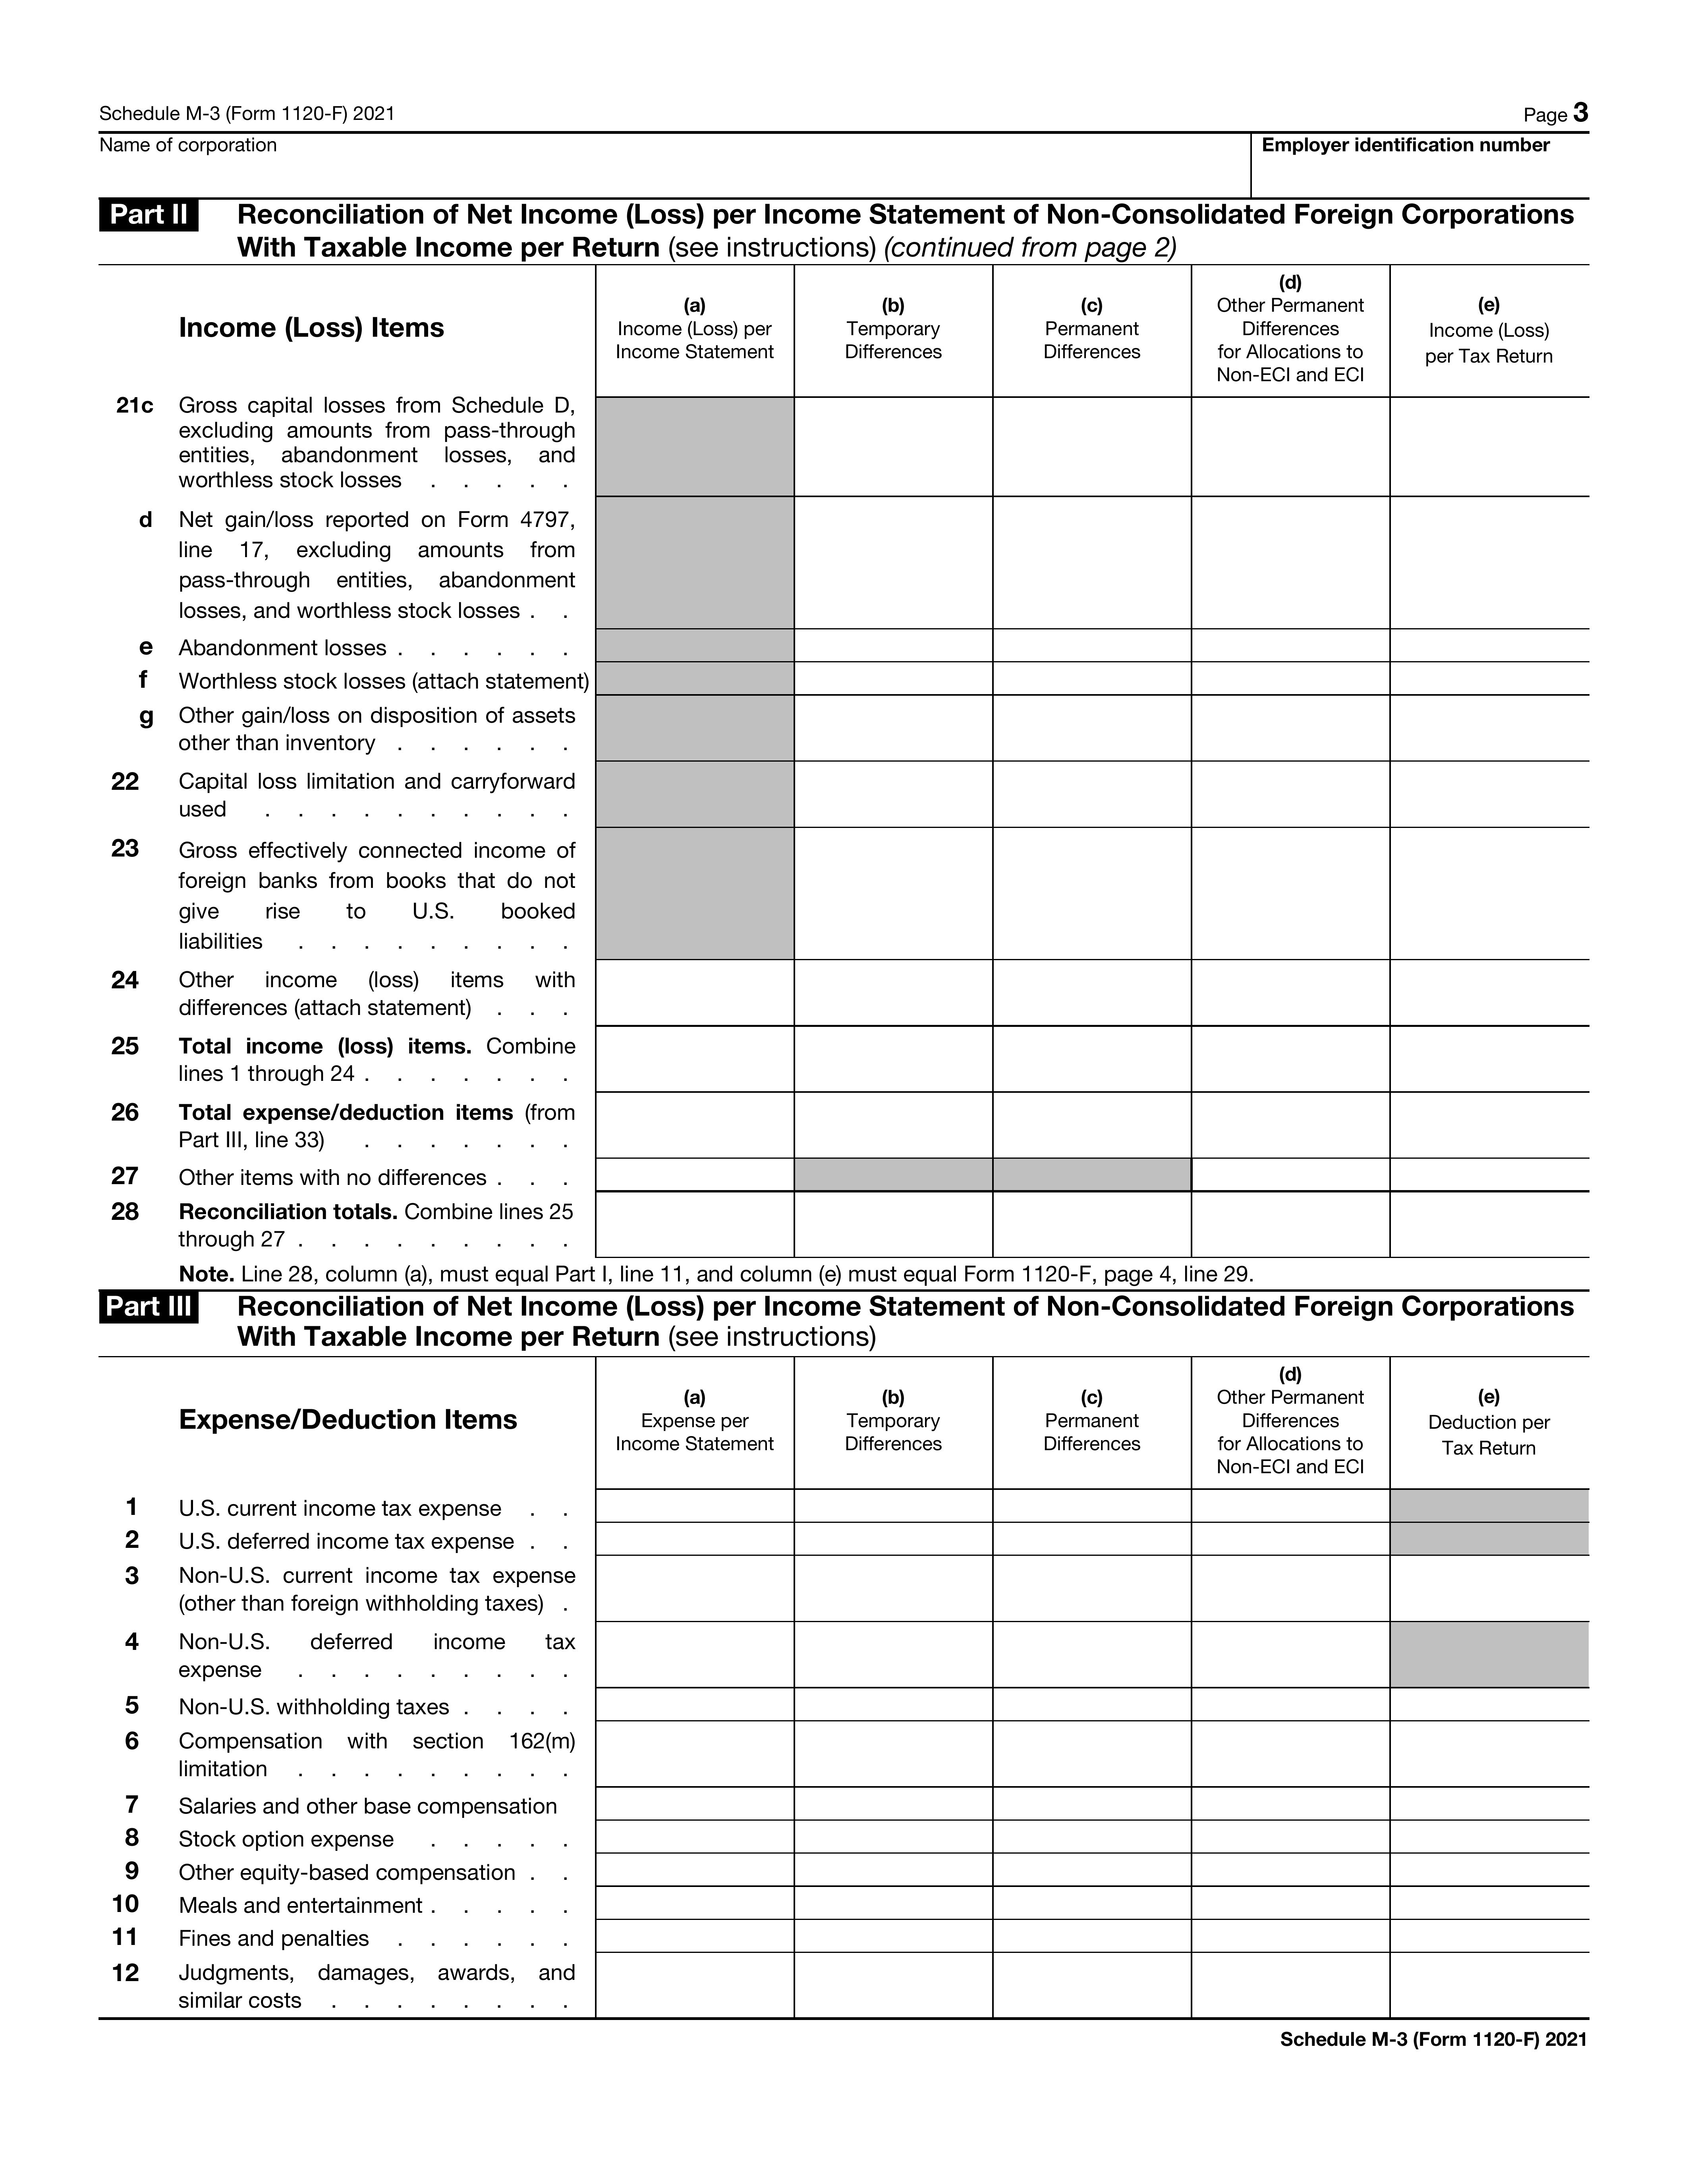 Schedule M-3 (Form 1120-F) 2021 Page 3
Name of corporation Employer identification number
Part II Reconciliation of Net Income (Loss) per Income Statement of Non-Consolidated Foreign Corporations
With Taxable Income per Return (see instructions) (continued from page 2)
Income (Loss) Items
(a)
Income (Loss) per
Income Statement
(b)
Temporary
Differences
(c)
Permanent
Differences
(d)
Other Permanent
Differences
for Allocations to
Non-ECI and ECI
(e)
Income (Loss)
per Tax Return
21c Gross capital losses from Schedule D,
excluding amounts from pass-through
entities, abandonment losses, and
worthless stock losses . . . . .
d Net gain/loss reported on Form 4797,
line 17, excluding amounts from
pass-through entities, abandonment
losses, and worthless stock losses . .
e Abandonment losses . . . . . .
f Worthless stock losses (attach statement)
g Other gain/loss on disposition of assets
other than inventory . . . . . .
22 Capital loss limitation and carryforward
used . . . . . . . . . .
23 Gross effectively connected income of
foreign banks from books that do not
give rise to U.S. booked
liabilities . . . . . . . . .
24 Other income (loss) items with
differences (attach statement) . . .
25 Total income (loss) items. Combine
lines 1 through 24 . . . . . . .
26 Total expense/deduction items (from
Part III, line 33) . . . . . . .
27 Other items with no differences . . .
28 Reconciliation totals. Combine lines 25
through 27 . . . . . . . . .
Note. Line 28, column (a), must equal Part I, line 11, and column (e) must equal Form 1120-F, page 4, line 29.
Part III Reconciliation of Net Income (Loss) per Income Statement of Non-Consolidated Foreign Corporations
With Taxable Income per Return (see instructions)
Expense/Deduction Items
(a)
Expense per
Income Statement
(b)
Temporary
Differences
(c)
Permanent
Differences
(d)
Other Permanent
Differences
for Allocations to
Non-ECI and ECI
(e)
Deduction per
Tax Return
1 U.S. current income tax expense . .
2 U.S. deferred income tax expense . .
3 Non-U.S. current income tax expense
(other than foreign withholding taxes) .
4 Non-U.S. deferred income tax
expense . . . . . . . . .
5 Non-U.S. withholding taxes . . . .
6 Compensation with section 162(m)
limitation . . . . . . . . .
7 Salaries and other base compensation
8 Stock option expense . . . . .
9 Other equity-based compensation . .
10 Meals and entertainment . . . . .
11 Fines and penalties . . . . . .
12 Judgments, damages, awards, and
similar costs . . . . . . . .
Schedule M-3 (Form 1120-F) 2021